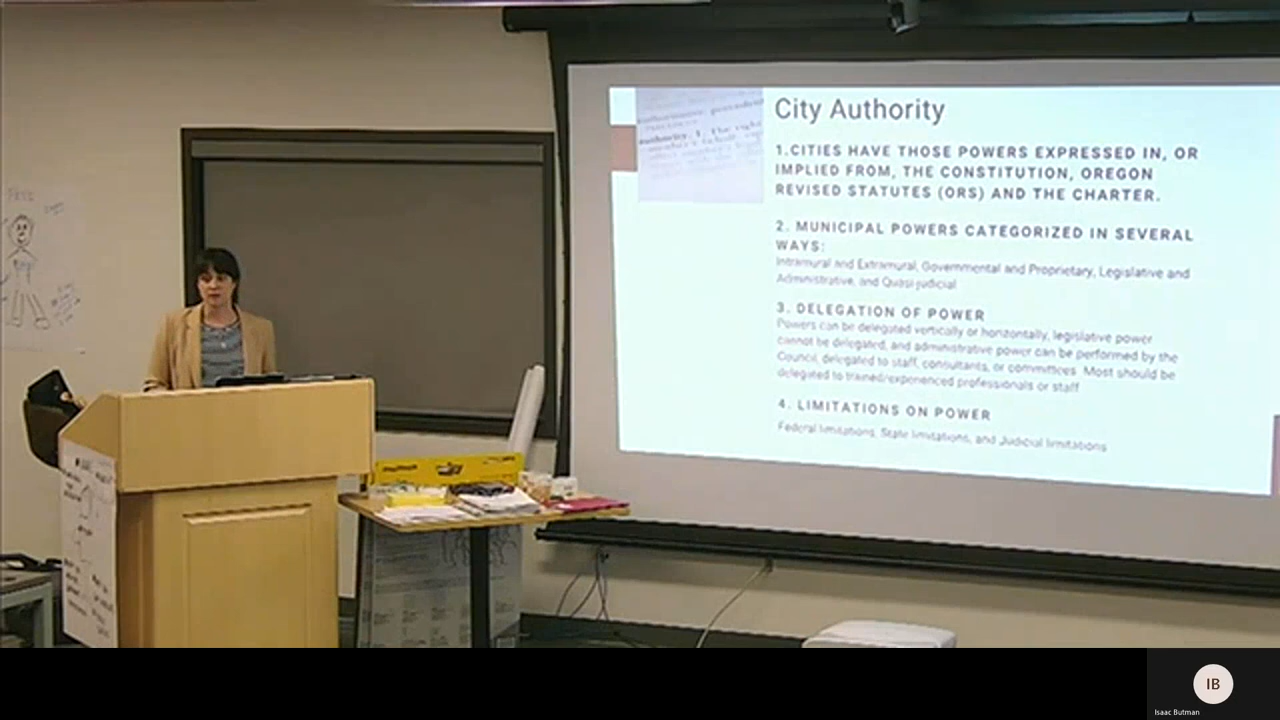 City Authority
1.CITIES HAVE THOSE POWERS EXPRESSED IN, OR
IMPLIED FROM, THE CONSTITUTION, OREGON
REVISED STATUTES (ORS) AND THE CHARTER.
2. MUNICIPAL POWERS CATEGORIZED IN SEVERAL
WAYS:
Intramural and Extramural, Governmental and Proprietary, Legislative and
Administrative, and Quasi-judicial
3. DELEGATION OF POWER
Powers can be delegated vertically or horizontally, legislative power
cannot be delegated, and administrative power can be performed by the
Council, delegated to staff, consultants, or committees. Most should be
delegated to trained/experienced professionals or staff
4. LIMITATIONS ON POWER
Federal limitations, State limitations, and Judicial limitations
authority, 1. The right
IB
Isaac Butman